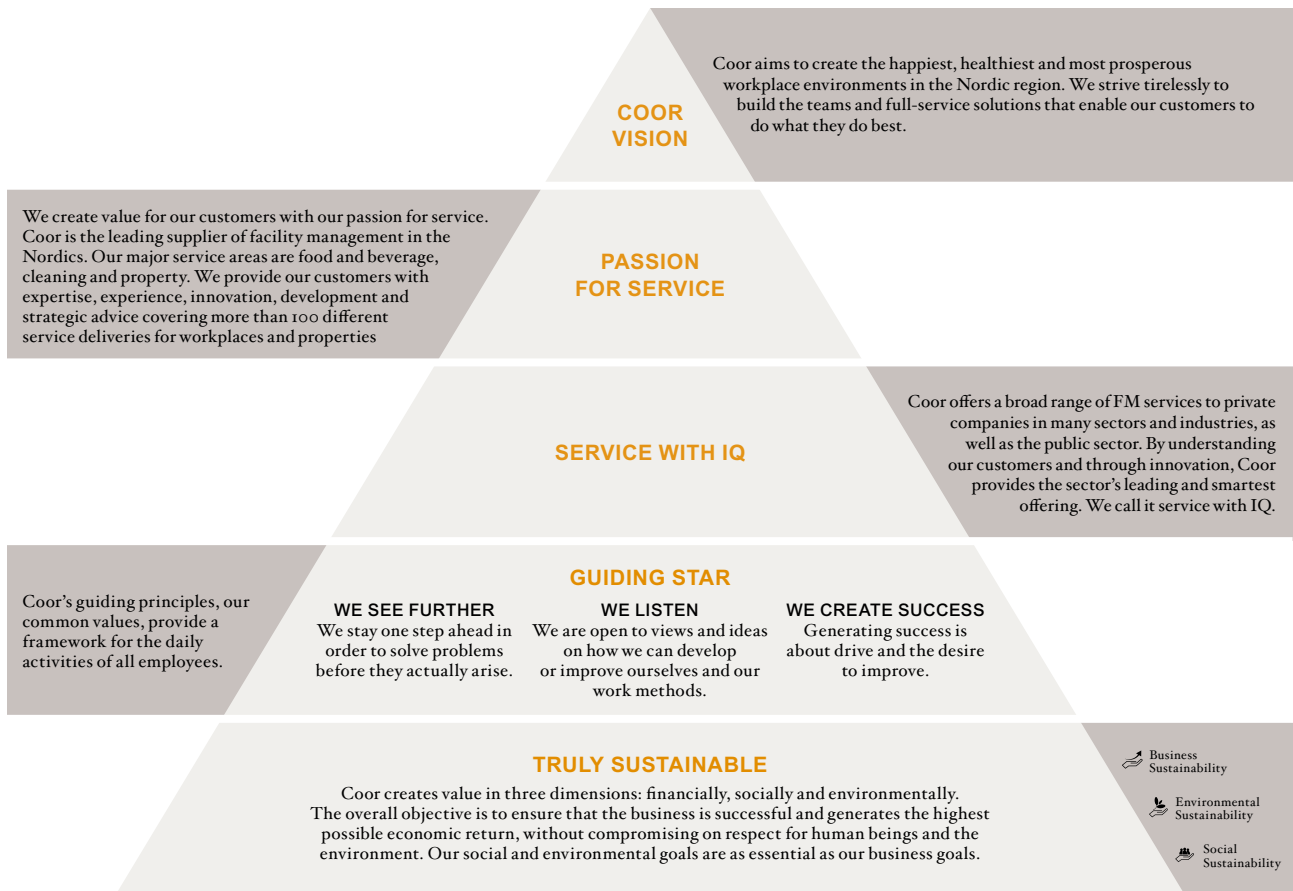 COOR
VISION
Coor aims to create the happiest, healthiest and most prosperous
workplace environments in the Nordic region. We strive tirelessly to
build the teams and full-service solutions that enable our customers to
do what they do best.
We create value for our customers with our passion for service.
Coor is the leading supplier of facility management in the
Nordics. Our major service areas are food and beverage,
cleaning and property. We provide our customers with
expertise, experience, innovation, development and
strategic advice covering more than 100 different
service deliveries for workplaces and properties
PASSION
FOR SERVICE
SERVICE WITH IQ
Coor offers a broad range of FM services to private
companies in many sectors and industries, as
well as the public sector. By understanding
our customers and through innovation, Coor
provides the sector's leading and smartest
offering. We call it service with IQ.
Coor's guiding principles, our
common values, provide a
framework for the daily
activities of all employees.
GUIDING STAR
WE SEE FURTHER
We stay one step ahead in
order to solve problems
before they actually arise.
WE LISTEN
We are open to views and ideas
on how we can develop
or improve ourselves and our
work methods.
WE CREATE SUCCESS
Generating success is
about drive and the desire
to improve.
TRULY SUSTAINABLE
Coor creates value in three dimensions: financially, socially and environmentally.
The overall objective is to ensure that the business is successful and generates the highest
possible economic return, without compromising on respect for human beings and the
environment. Our social and environmental goals are as essential as our business goals.
Business
Sustainability
Environmental
Sustainability
Social
Sustainability